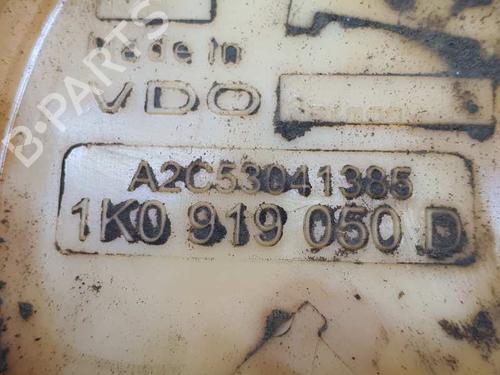 Made in
VDO
A2C53041385
1K0 919 050 D
B-PARTS